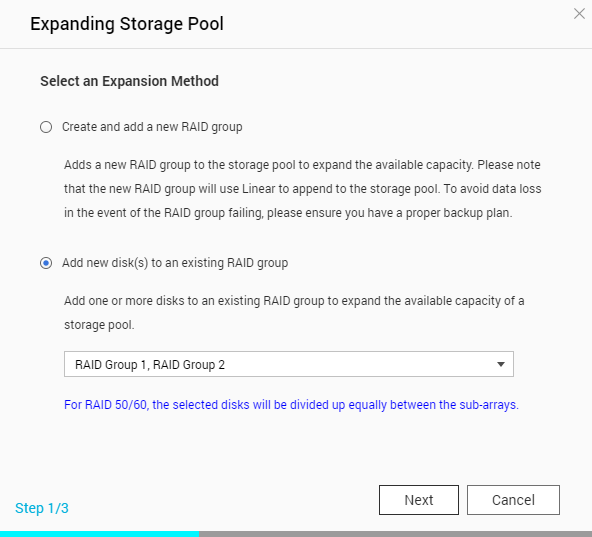 Expanding Storage Pool
Select an Expansion Method
Create and add a new RAID group
Adds a new RAID group to the storage pool to expand the available capacity. Please note
that the new RAID group will use Linear to append to the storage pool. To avoid data loss
in the event of the RAID group failing, please ensure you have a proper backup plan.
Add new disk(s) to an existing RAID group
Add one or more disks to an existing RAID group to expand the available capacity of a
storage pool.
RAID Group 1, RAID Group 2
For RAID 50/60, the selected disks will be divided up equally between the sub-arrays.
Step 1/3
Next
Cancel